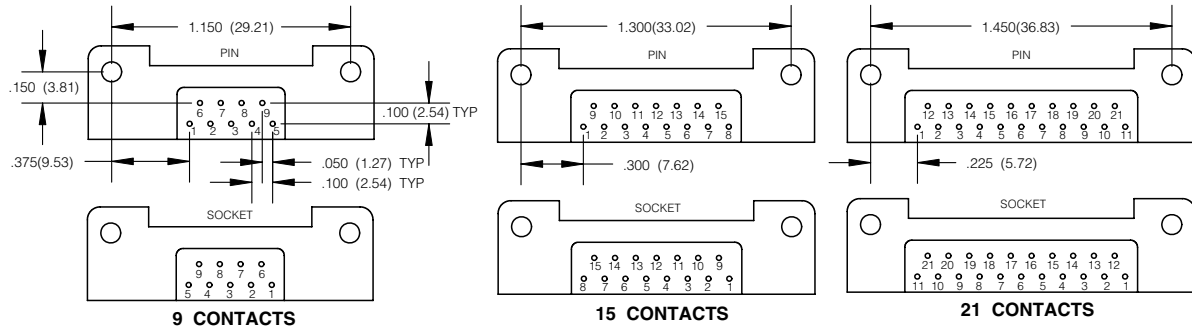 1.150 (29.21)
PIN
.150 (3.81)
6 7 8 9
1 2 3 4 5
.100 (2.54) TYP
.375(9.53)
.050 (1.27) TYP
.100 (2.54) TYP
SOCKET
9 8 7 6
5 4 3 2 1
9 CONTACTS
1.300(33.02)
PIN
9 10 11 12 13 14 15
1 2 3 4 5 6 7 8
.300 (7.62)
SOCKET
15 14 13 12 11 10 9
8 7 6 5 4 3 2 1
15 CONTACTS
1.450(36.83)
PIN
12 13 14 15 16 17 18 19 20 21
1 2 3 4 5 6 7 8 9 10 11
.225 (5.72)
SOCKET
21 20 19 18 17 16 15 14 13 12
11 10 9 8 7 6 5 4 3 2 1
21 CONTACTS